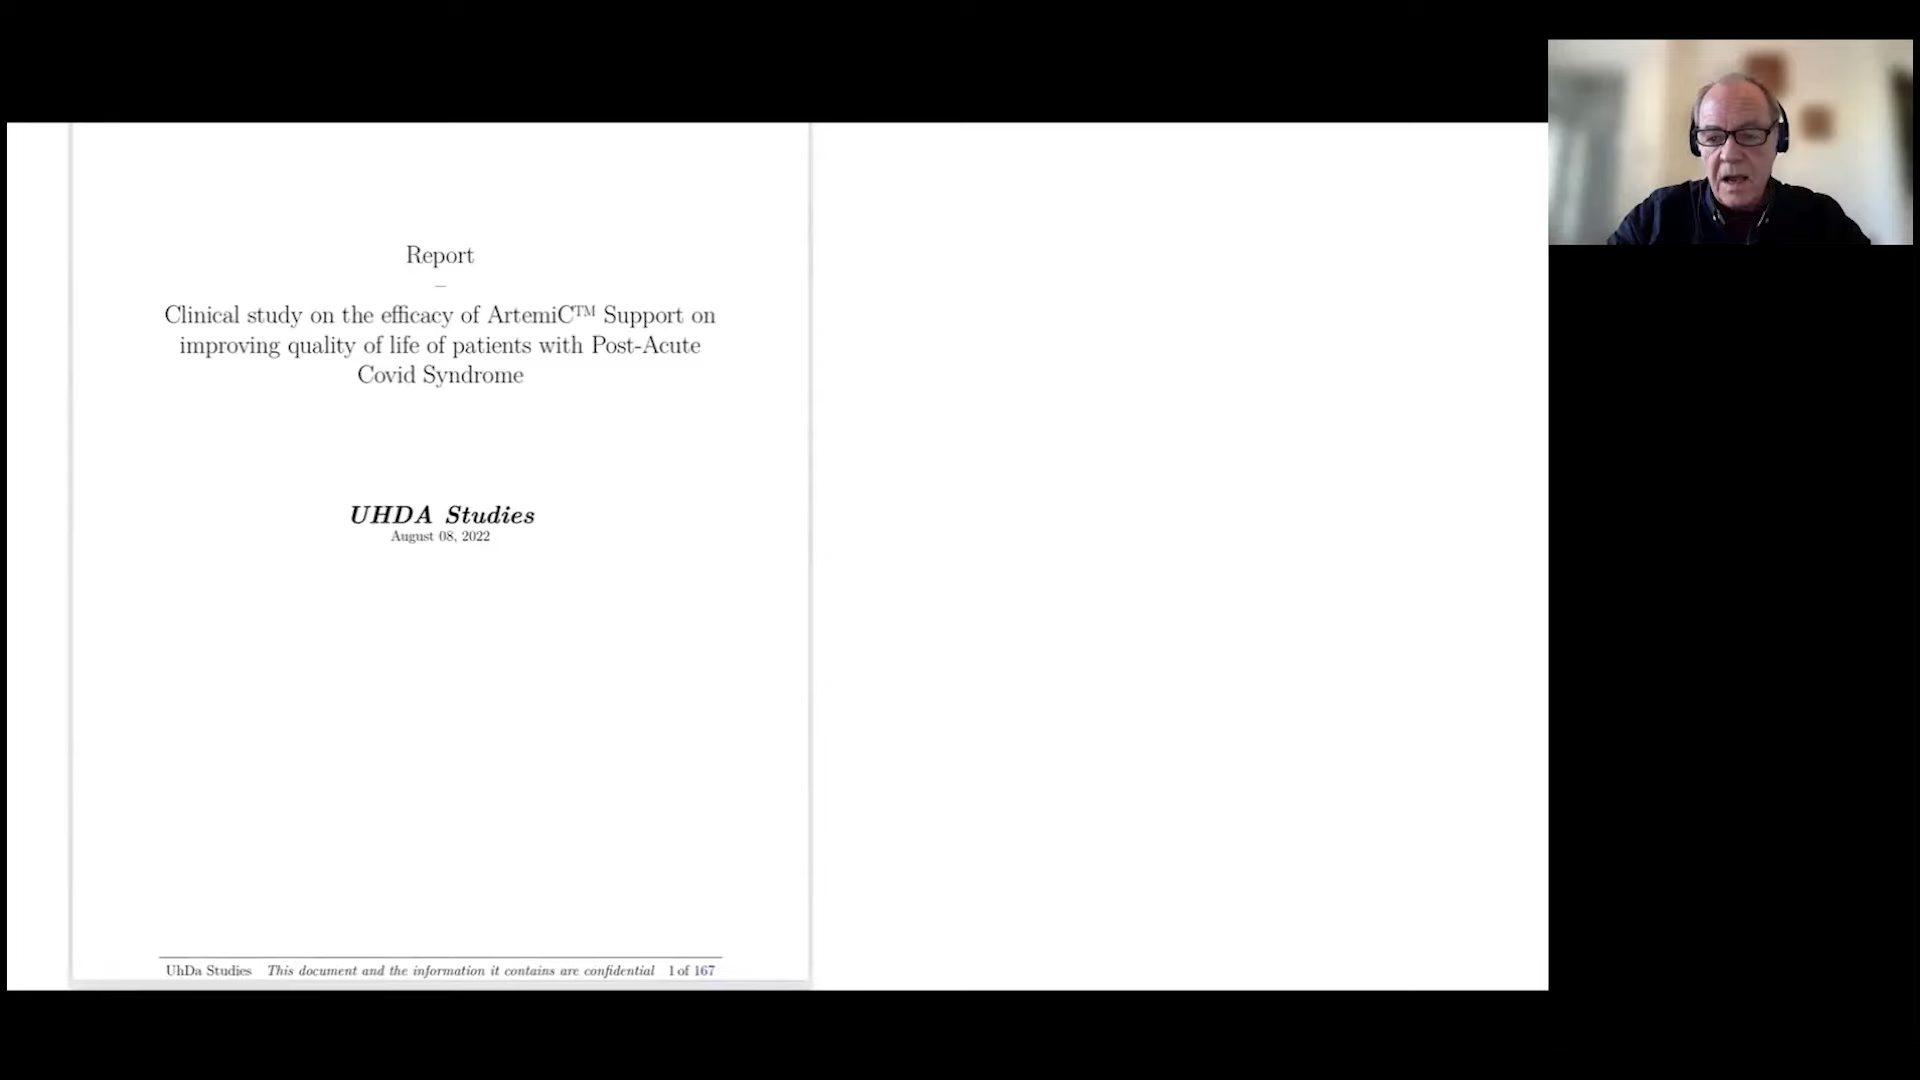 Report
–
Clinical study on the efficacy of ArtemiC™ Support on
improving quality of life of patients with Post-Acute
Covid Syndrome
UHDA Studies
August 08, 2022
UhDa Studies This document and the information it contains are confidential 1 of 167